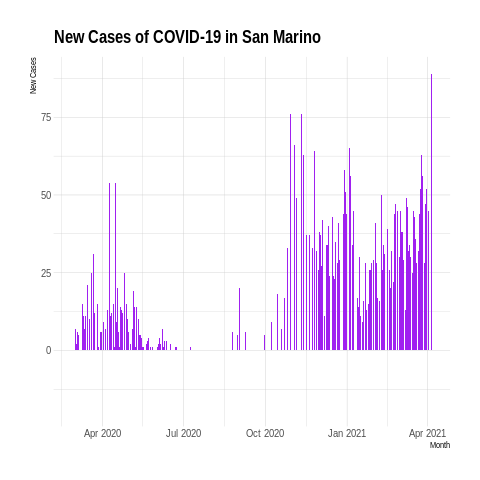 New Cases of COVID-19 in San Marino
New Cases
75
50
25
0
Apr 2020 Jul 2020 Oct 2020 Jan 2021 Apr 2021
Month